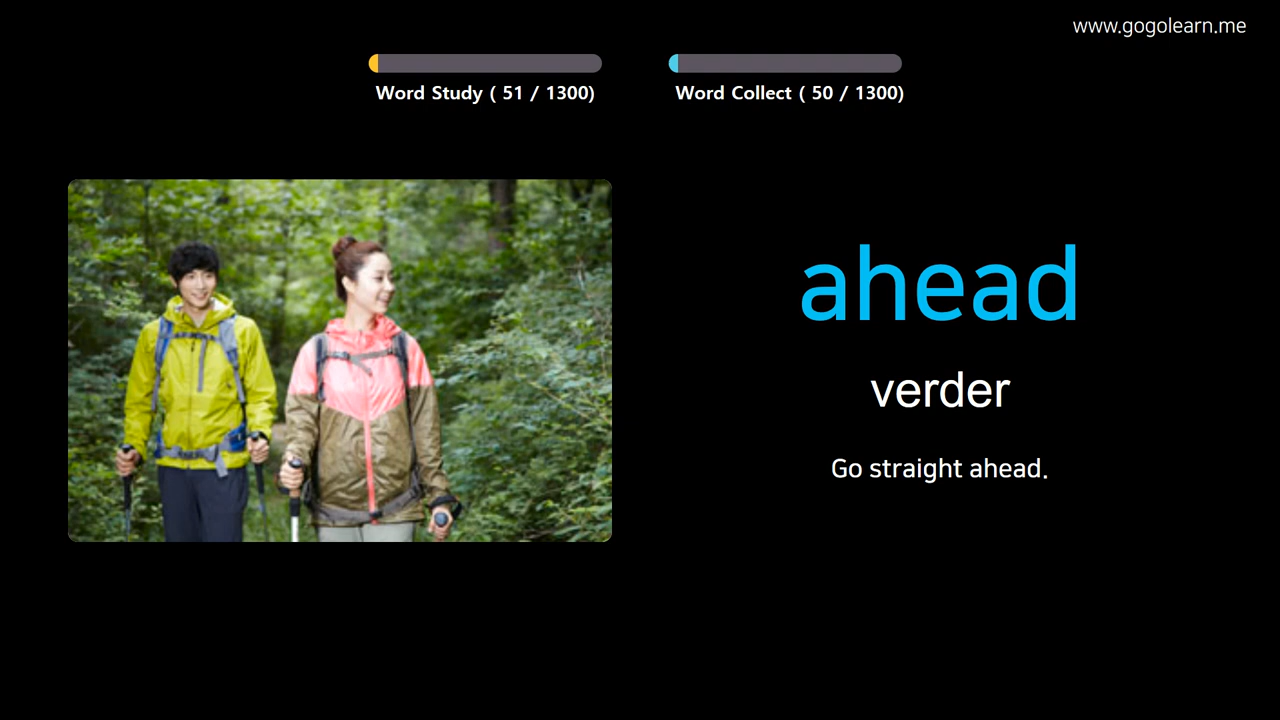 www.gogolearn.me
Word Study ( 51 / 1300)
Word Collect ( 50 / 1300)
ahead
verder
Go straight ahead.